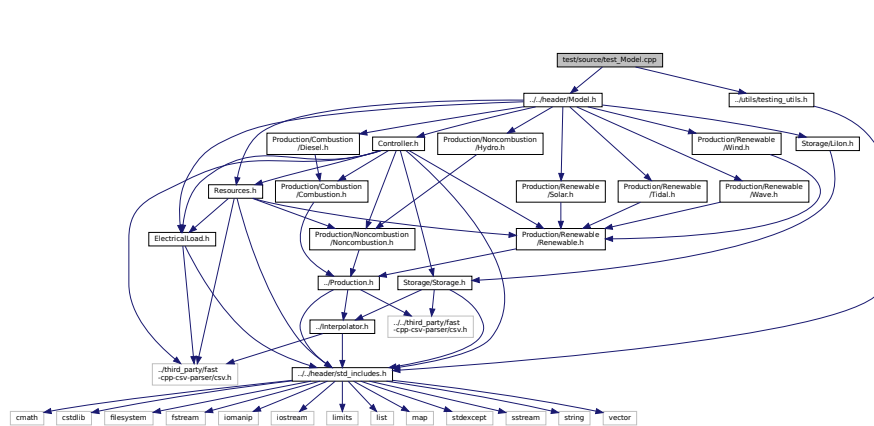 test/source/test_Model.cpp
../../header/Model.h
../utils/testing_utils.h
Production/Combustion
/Diesel.h
Controller.h
Production/Noncombustion
/Hydro.h
Production/Renewable
/Wind.h
Storage/LiIon.h
Resources.h
Production/Combustion
/Combustion.h
Production/Renewable
/Solar.h
Production/Renewable
/Tidal.h
Production/Renewable
/Wave.h
ElectricalLoad.h
Production/Noncombustion
/Noncombustion.h
Production/Renewable
/Renewable.h
../Production.h
Storage/Storage.h
../Interpolator.h
../../third_party/fast
-cpp-csv-parser/csv.h
../third_party/fast
-cpp-csv-parser/csv.h
../../header/std_includes.h
cmath
cstdlib
filesystem
fstream
iomanip
iostream
limits
list
map
stdexcept
sstream
string
vector